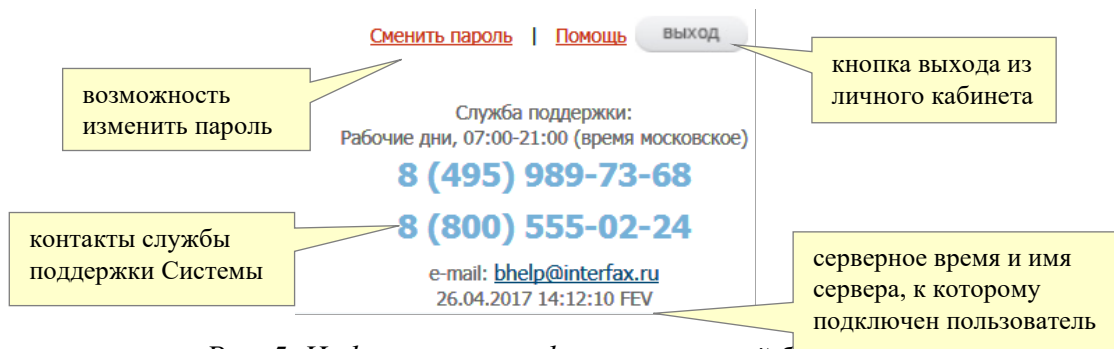 Сменить пароль | Помощь выход
возможность
изменить пароль
кнопка выхода из
личного кабинета
Служба поддержки:
Рабочие дни, 07:00-21:00 (время московское)
8 (495) 989-73-68
8 (800) 555-02-24
контакты службы
поддержки Системы
e-mail: bhelp@interfax.ru
26.04.2017 14:12:10 FEV
серверное время и имя
сервера, к которому
подключен пользователь